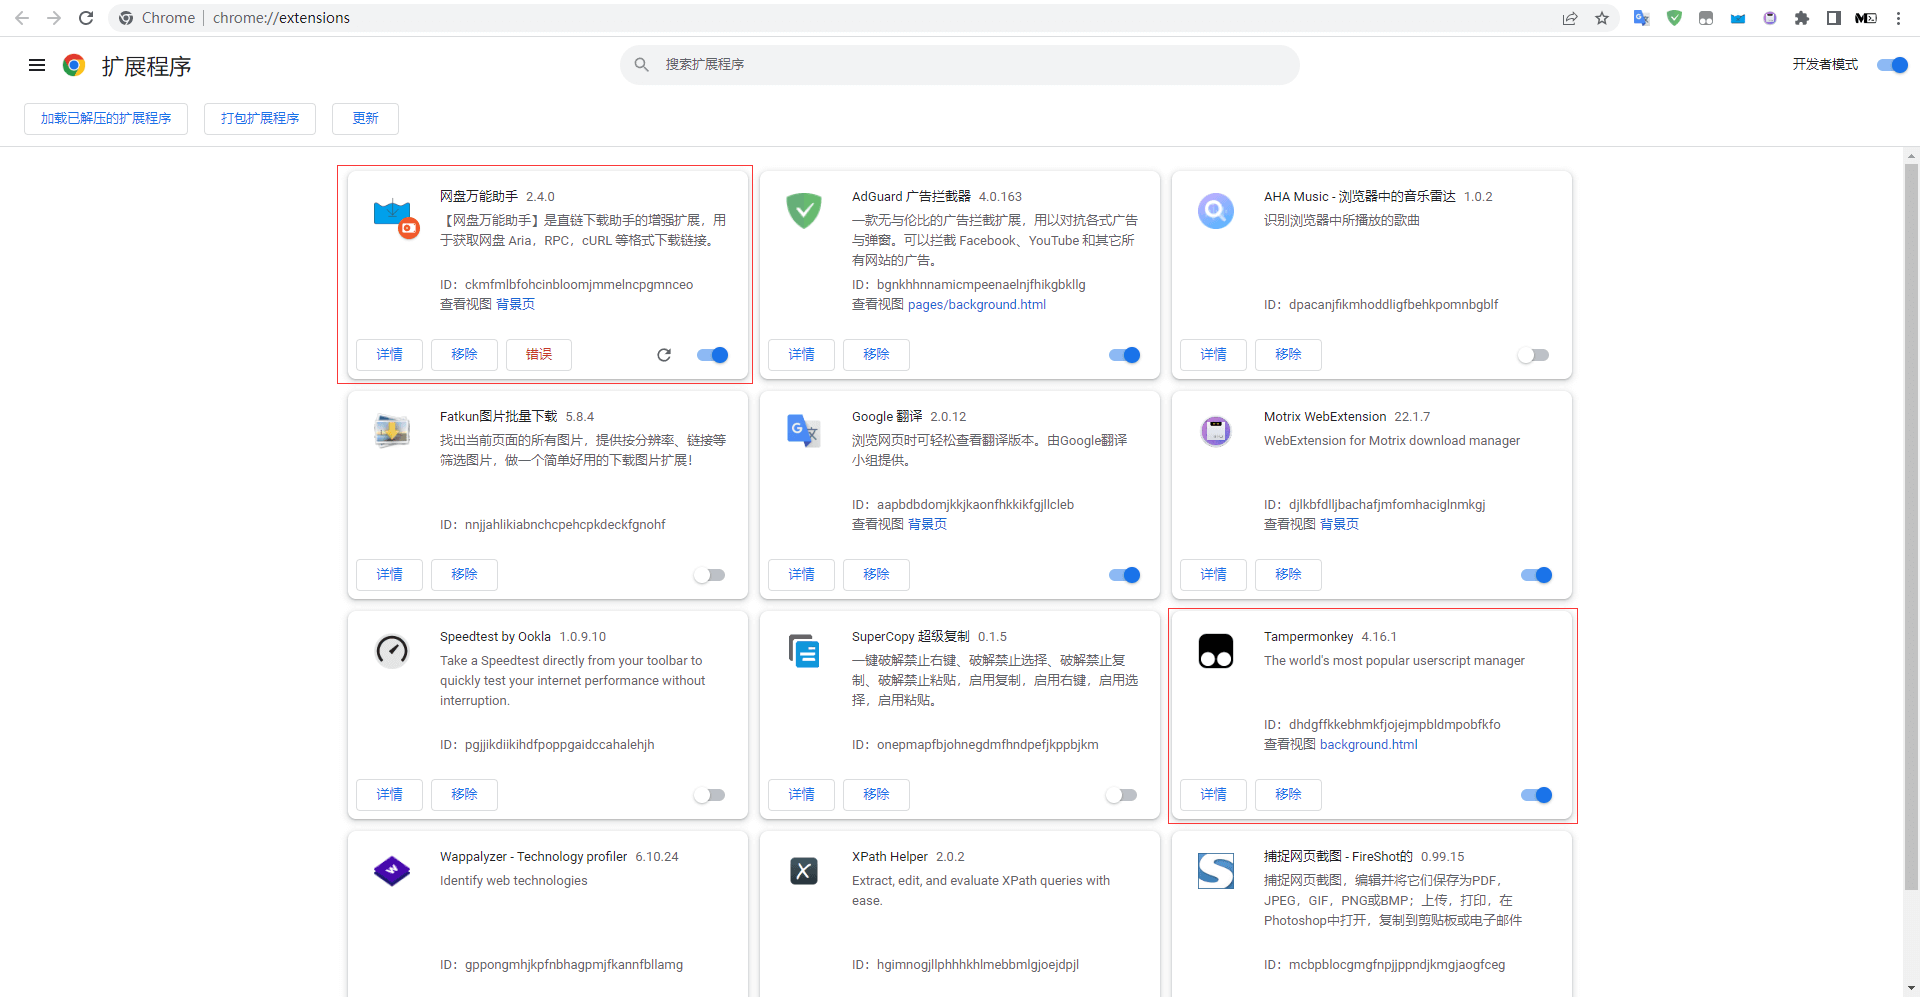 Chrome | chrome://extensions
扩展程序
搜索扩展程序
开发者模式
加载已解压的扩展程序
打包扩展程序
更新
网盘万能助手 2.4.0
【网盘万能助手】是直链下载助手的增强扩展，用
于获取网盘 Aria，RPC，cURL 等格式下载链接。
ID：ckmfmlbfohcinbloomjmmelncpgmnceo
查看视图 背景页
详情 移除 错误
AdGuard 广告拦截器 4.0.163
一款无与伦比的广告拦截扩展，用以对抗各式广告
与弹窗。可以拦截 Facebook、YouTube 和其它所
有网站的广告。
ID：bgnkhhnnamicmpeenaelnjfhikgbkllg
查看视图 pages/background.html
详情 移除
AHA Music - 浏览器中的音乐雷达 1.0.2
识别浏览器中所播放的歌曲
ID：dpacanjfikmhoddligfbehkpomnbgblf
详情 移除
Fatkun图片批量下载 5.8.4
找出当前页面的所有图片，提供按分辨率、链接等
筛选图片，做一个简单好用的下载图片扩展！
ID：nnjjahlikiabnchcpehcpkdeckfgnohf
详情 移除
Google 翻译 2.0.12
浏览网页时可轻松查看翻译版本。由Google翻译
小组提供。
ID：aapbdbdomjkkjkaonfhkkikfgjllcleb
查看视图 背景页
详情 移除
Motrix WebExtension 22.1.7
WebExtension for Motrix download manager
ID：djlkbfdlljbachafjmfomhaciglnmkgj
查看视图 背景页
详情 移除
Speedtest by Ookla 1.0.9.10
Take a Speedtest directly from your toolbar to
quickly test your internet performance without
interruption.
ID：pgjjikdiikihdfpoppgaidccahalehjh
详情 移除
SuperCopy 超级复制 0.1.5
一键破解禁止右键、破解禁止选择、破解禁止复
制、破解禁止粘贴，启用复制，启用右键，启用选
择，启用粘贴。
ID：onepmapfbjohnegdmfhndpefjkppbjkm
详情 移除
Tampermonkey 4.16.1
The world's most popular userscript manager
ID：dhdgffkkebhmkfjojejmpbldmpobfkfo
查看视图 background.html
详情 移除
Wappalyzer - Technology profiler 6.10.24
Identify web technologies
ID：gppongmhjkpfnbhagpmjfkannfbllamg
XPath Helper 2.0.2
Extract, edit, and evaluate XPath queries with
ease.
ID：hgimnogjllphhhkhlmebbmlgjoejdpjl
捕捉网页截图 - FireShot的 0.99.15
捕捉网页截图，编辑并将它们保存为PDF，
JPEG，GIF，PNG或BMP；上传，打印，在
Photoshop中打开，复制到剪贴板或电子邮件
ID：mcbpblocgmgfnpjjppndjkmgjaogfceg